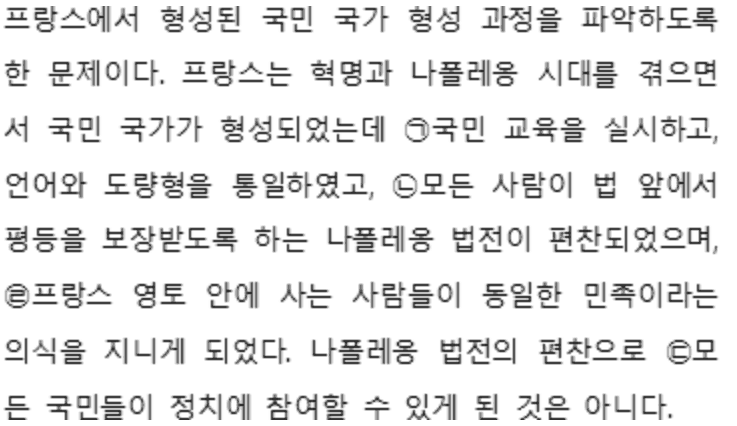 프랑스에서 형성된 국민 국가 형성 과정을 파악하도록
한 문제이다. 프랑스는 혁명과 나폴레옹 시대를 겪으면
서 국민 국가가 형성되었는데 ㉠국민 교육을 실시하고,
언어와 도량형을 통일하였고, ㉡모든 사람이 법 앞에서
평등을 보장받도록 하는 나폴레옹 법전이 편찬되었으며,
㉣프랑스 영토 안에 사는 사람들이 동일한 민족이라는
의식을 지니게 되었다. 나폴레옹 법전의 편찬으로 ㉢모
든 국민들이 정치에 참여할 수 있게 된 것은 아니다.